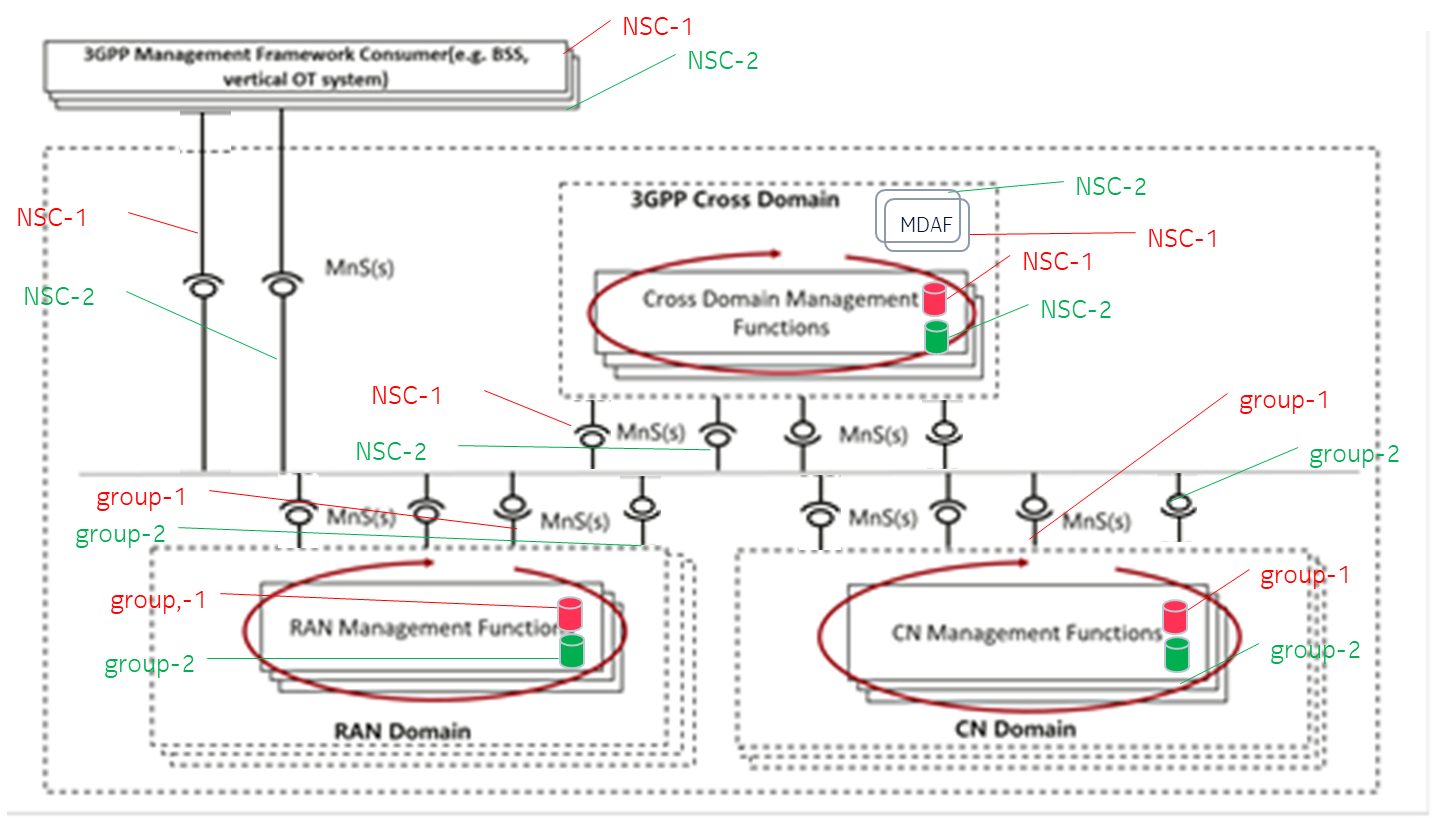 NSC-1
3GPP Management Framework Consumer(e.g. BSS,
vertical OT system)
NSC-2
3GPP Cross Domain
NSC-2
MDAF
NSC-1
NSC-1
MnS(s)
NSC-2
NSC-1
Cross Domain Management
Functions
NSC-2
NSC-1
MnS(s)
MnS(s)
NSC-2
group-1
group-2
group-1
MnS(s)
MnS(s)
MnS(s)
MnS(s)
group-2
group,-1
RAN Management Function
group-2
RAN Domain
group-1
CN Management Functions
group-2
CN Domain